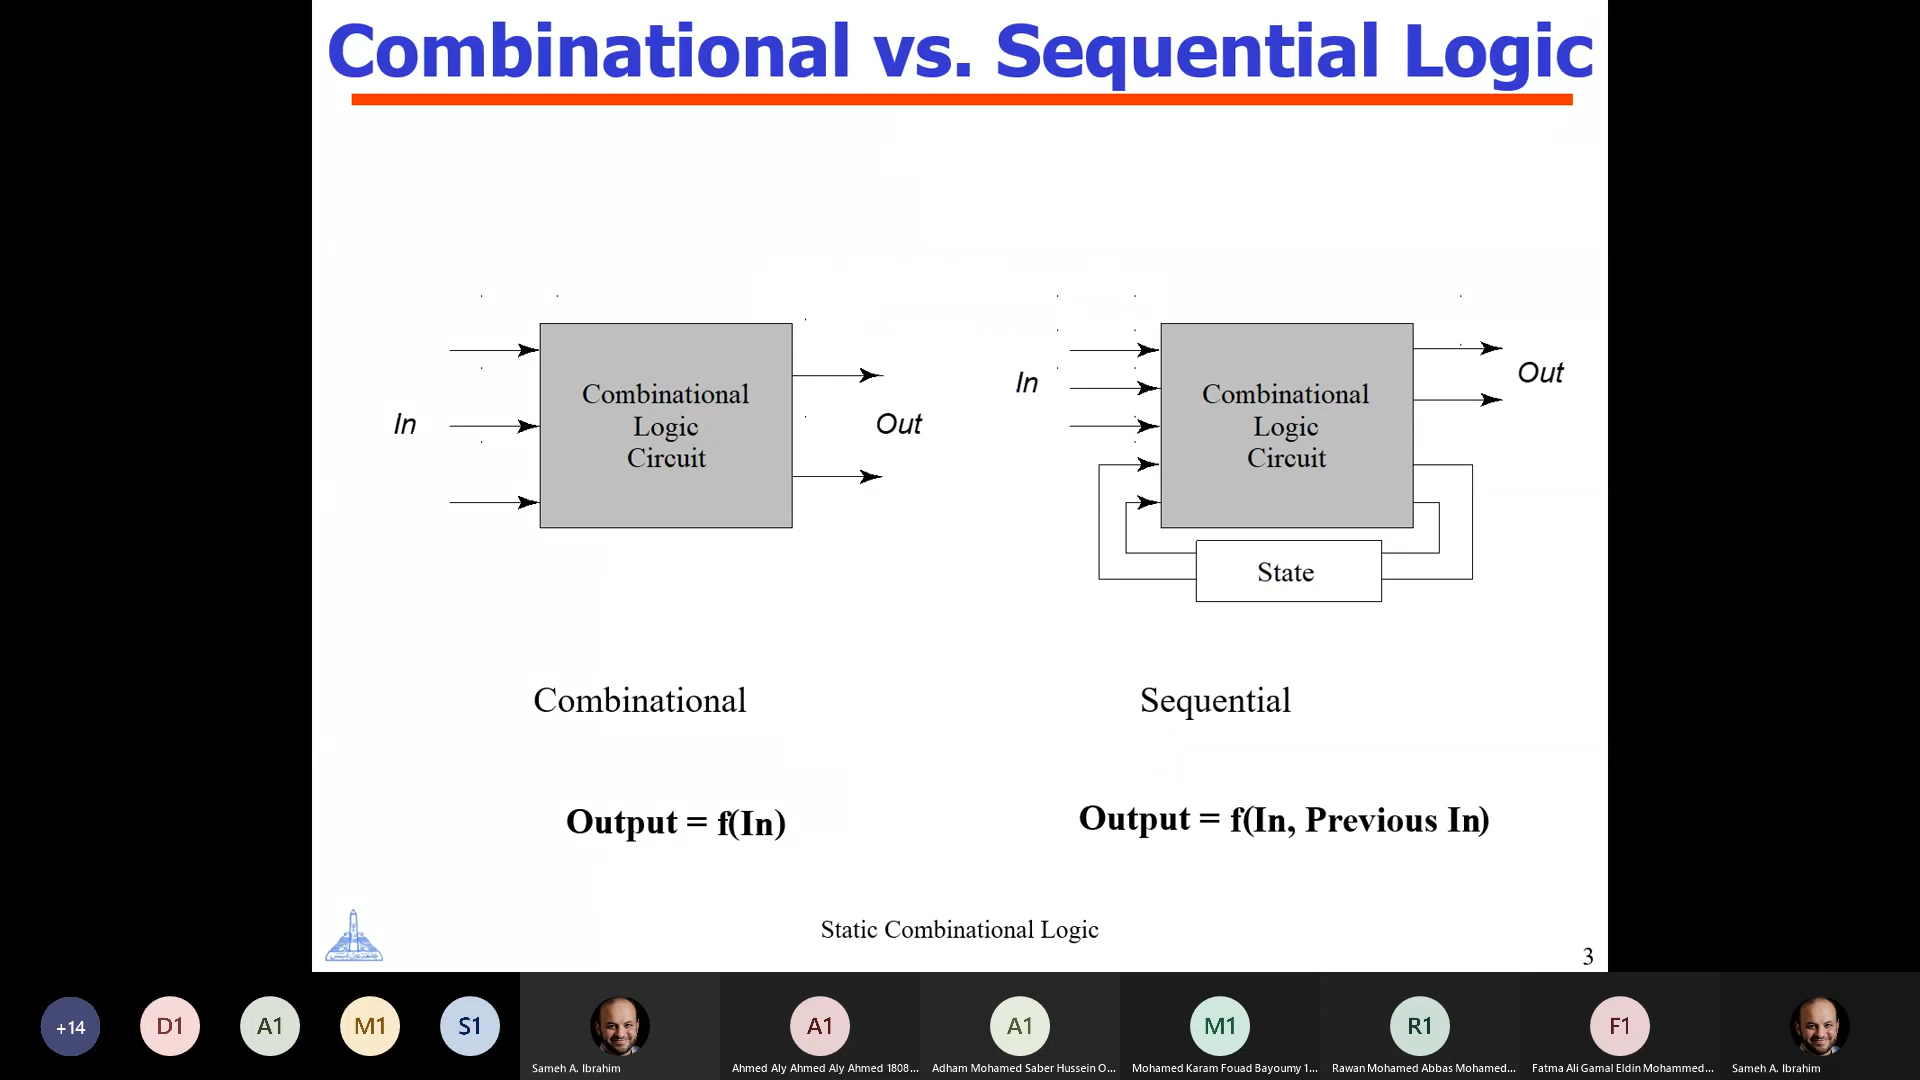 Combinational vs. Sequential Logic
In
Combinational
Logic
Circuit
Out
In
Combinational
Logic
Circuit
Out
State
Combinational
Sequential
Output = f(In)
Output = f(In, Previous In)
Static Combinational Logic
3
+14
D1
A1
M1
S1
Sameh A. Ibrahim
A1
Ahmed Aly Ahmed Aly Ahmed 1808...
A1
Adham Mohamed Saber Hussein O...
M1
Mohamed Karam Fouad Bayoumy 1...
R1
Rawan Mohamed Abbas Mohamed...
F1
Fatma Ali Gamal Eldin Mohammed...
Sameh A. Ibrahim